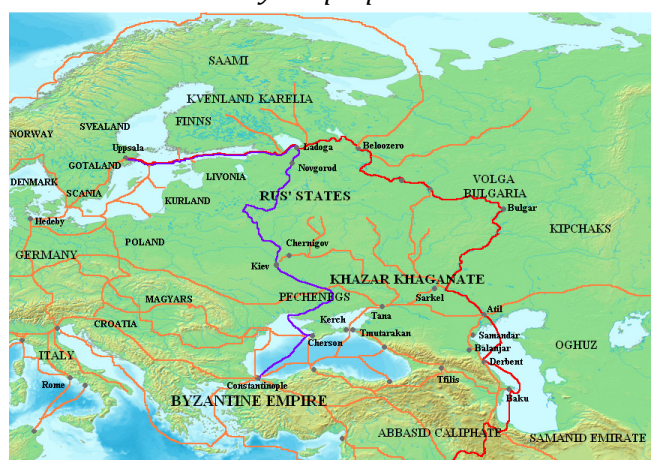 SAAMI
KVENLAND KARELIA
SVEALAND
FINNS
NORWAY
Uppsala
Ladoga
Beloozero
GOTALAND
Novgorod
LIVONIA
VOLGA
BULGARIA
DENMARK
SCANIA
KURLAND
RUS' STATES
Bulgar
Hedeby
KIPCHAKS
POLAND
Chernigov
GERMANY
Kiev
KHAZAR KHAGANATE
Sarkel
PECHENEGS
MAGYARS
Atil
Tana
Kerch
CROATIA
Tmutarakan
Cherson
Samandar
OGHUZ
Balanjar
ITALY
Derbent
Rome
Constantinople
Tfilis
Baku
BYZANTINE EMPIRE
ABBASID CALIPHATE
SAMANID EMIRATE